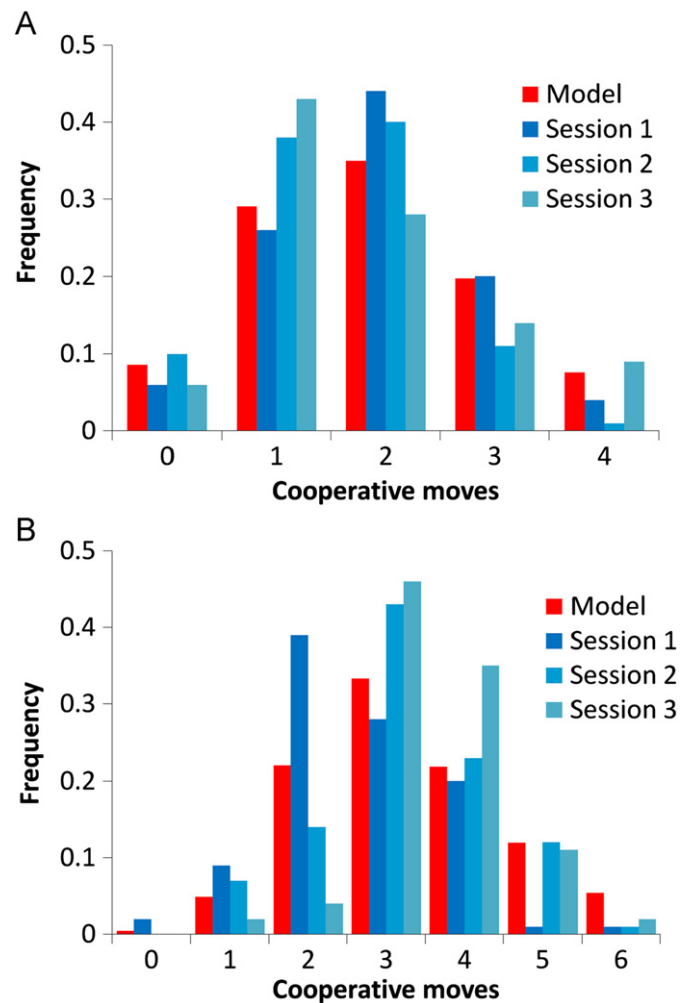 A
0.5
0.4
0.3
0.2
0.1
0
Frequency
Model
Session 1
Session 2
Session 3
0 1 2 3 4
Cooperative moves
B
0.5
0.4
0.3
0.2
0.1
0
Frequency
Model
Session 1
Session 2
Session 3
0 1 2 3 4 5 6
Cooperative moves